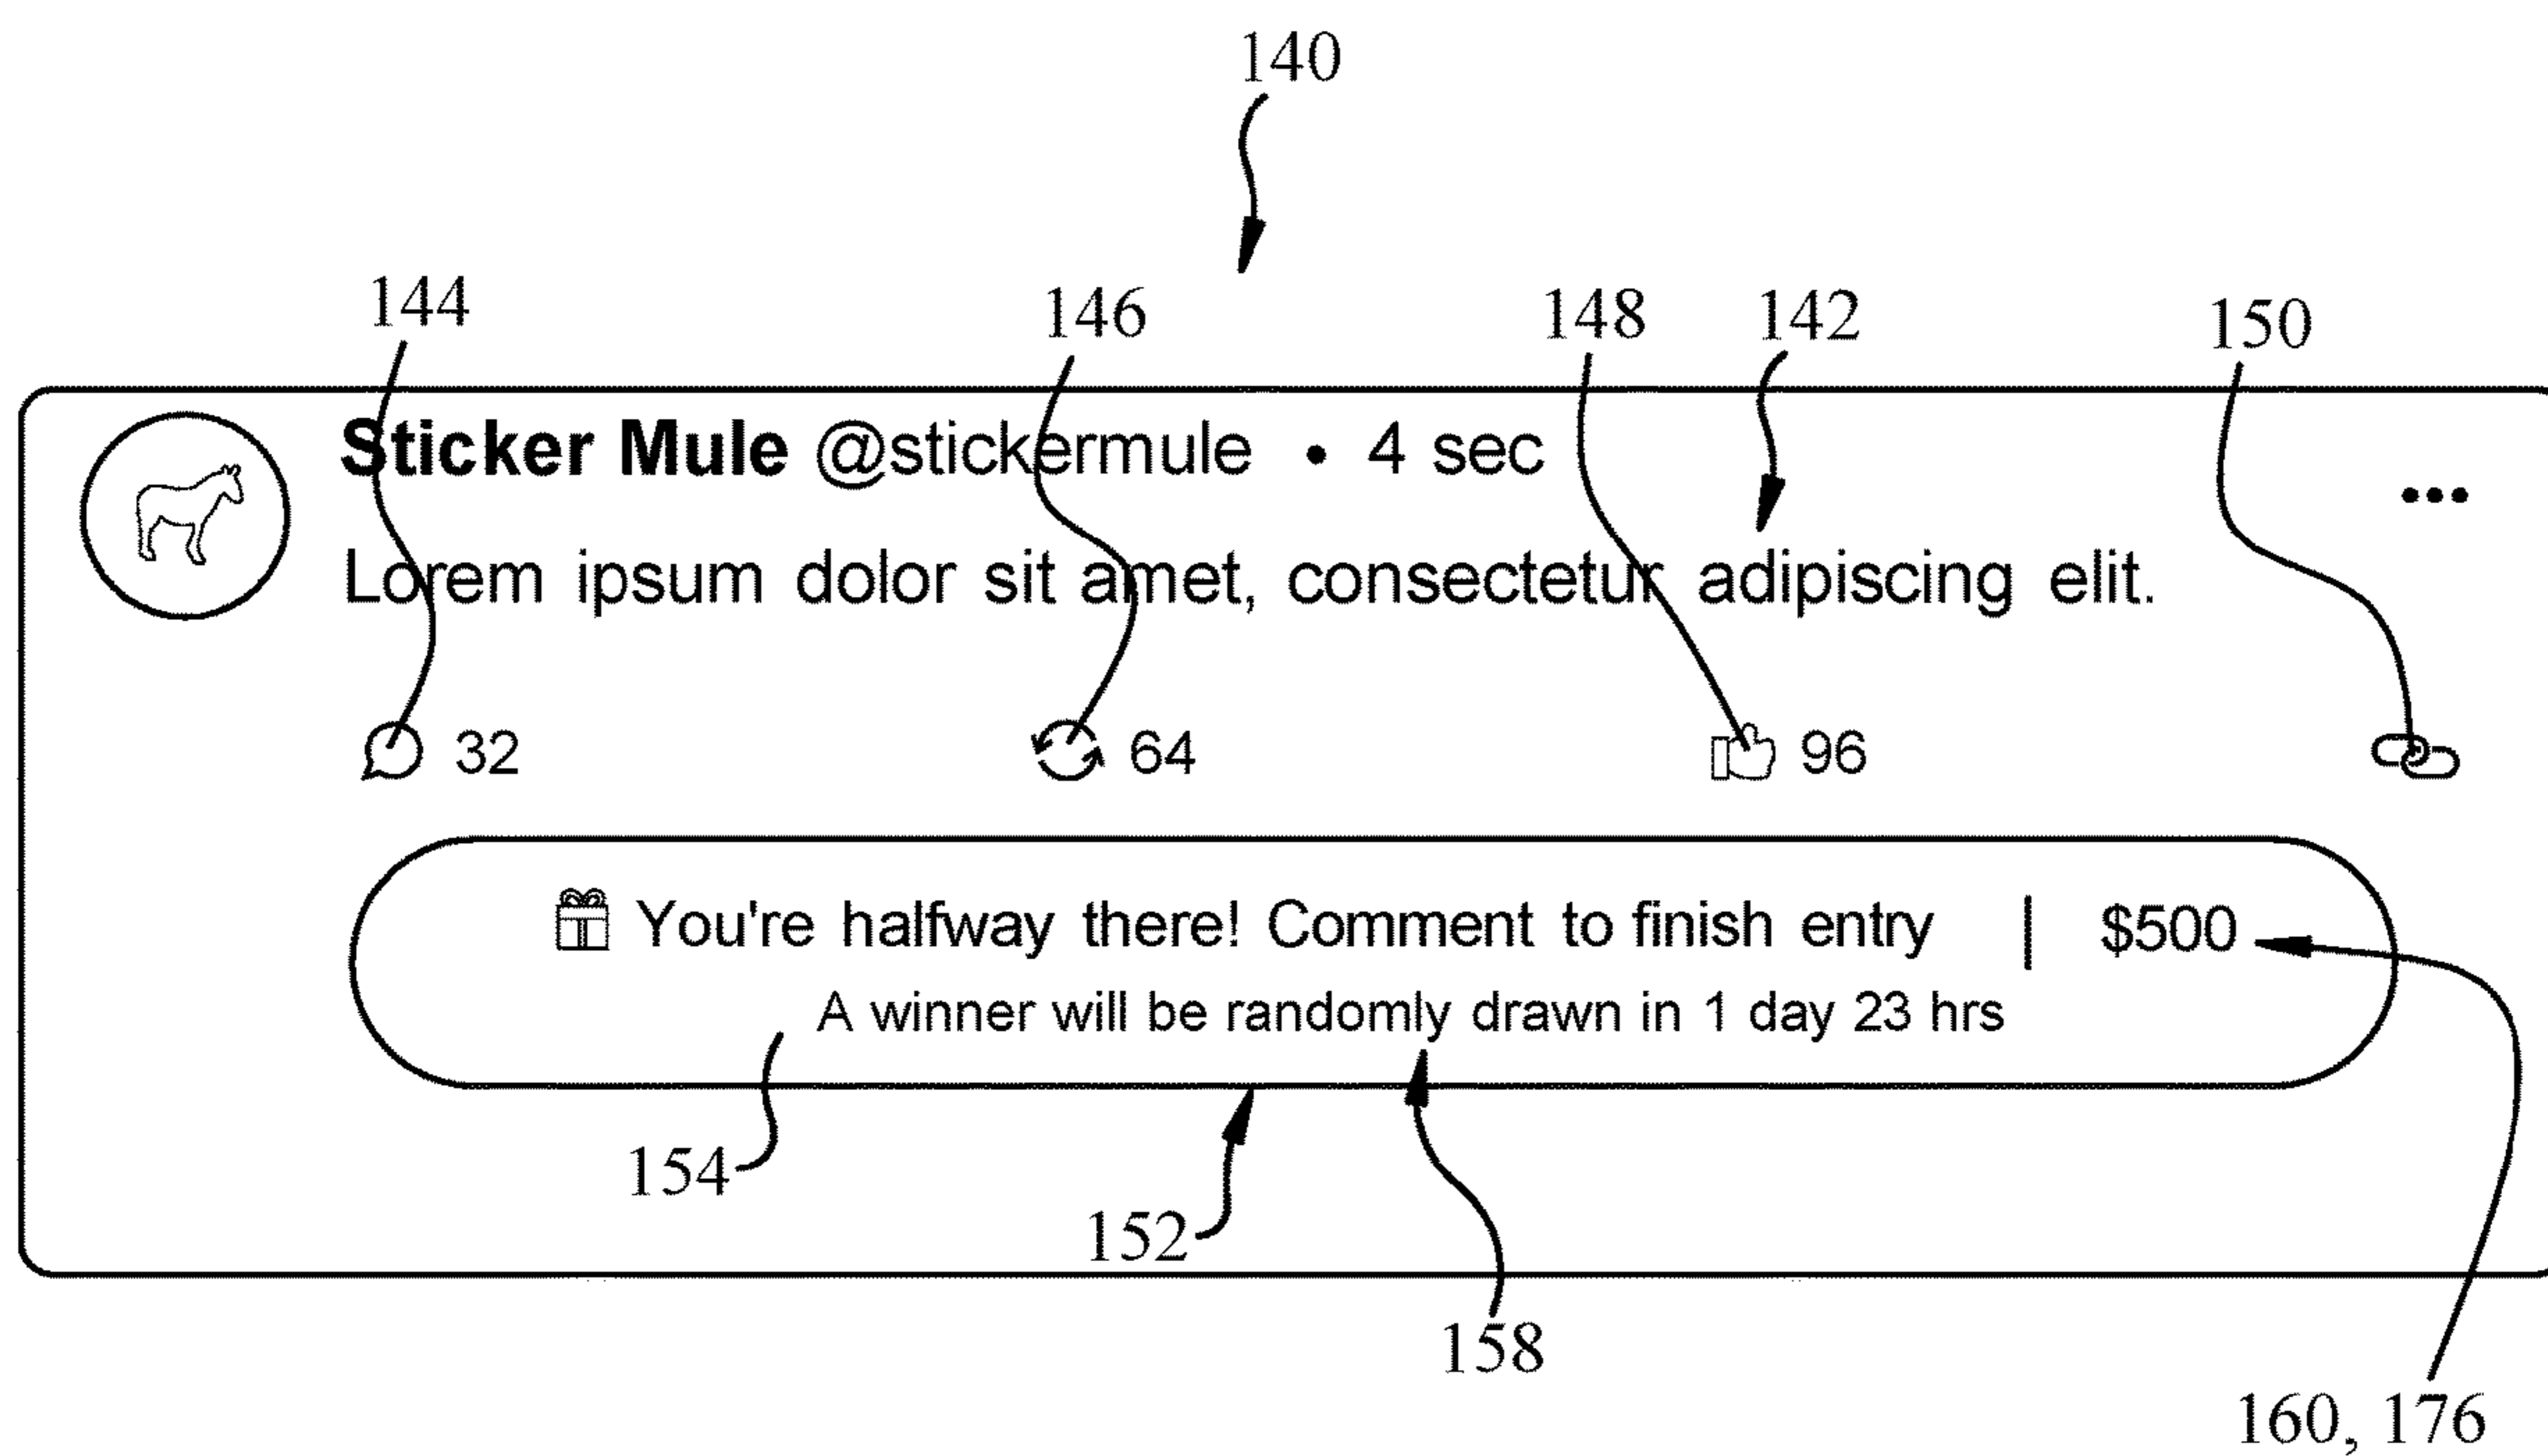 140
144 146 148 142 150
Sticker Mule @stickermule • 4 sec •••
Lorem ipsum dolor sit amet, consectetur adipiscing elit.
32 64 96
You're halfway there! Comment to finish entry | $500
A winner will be randomly drawn in 1 day 23 hrs
154
152
158
160, 176